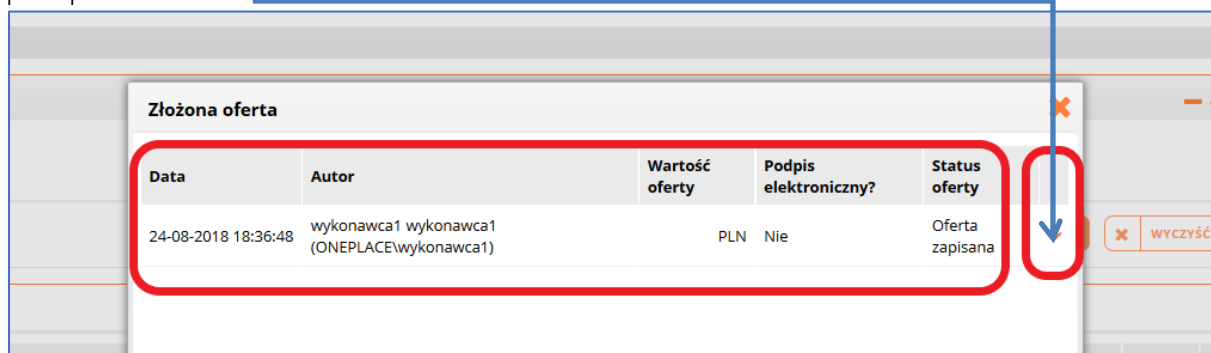 Złożona oferta
Data Autor Wartość oferty Podpis elektroniczny? Status oferty
24-08-2018 18:36:48 wykonawca1 wykonawca1 (ONEPLACE\wykonawca1) PLN Nie Oferta zapisana
WYCZYŚĆ